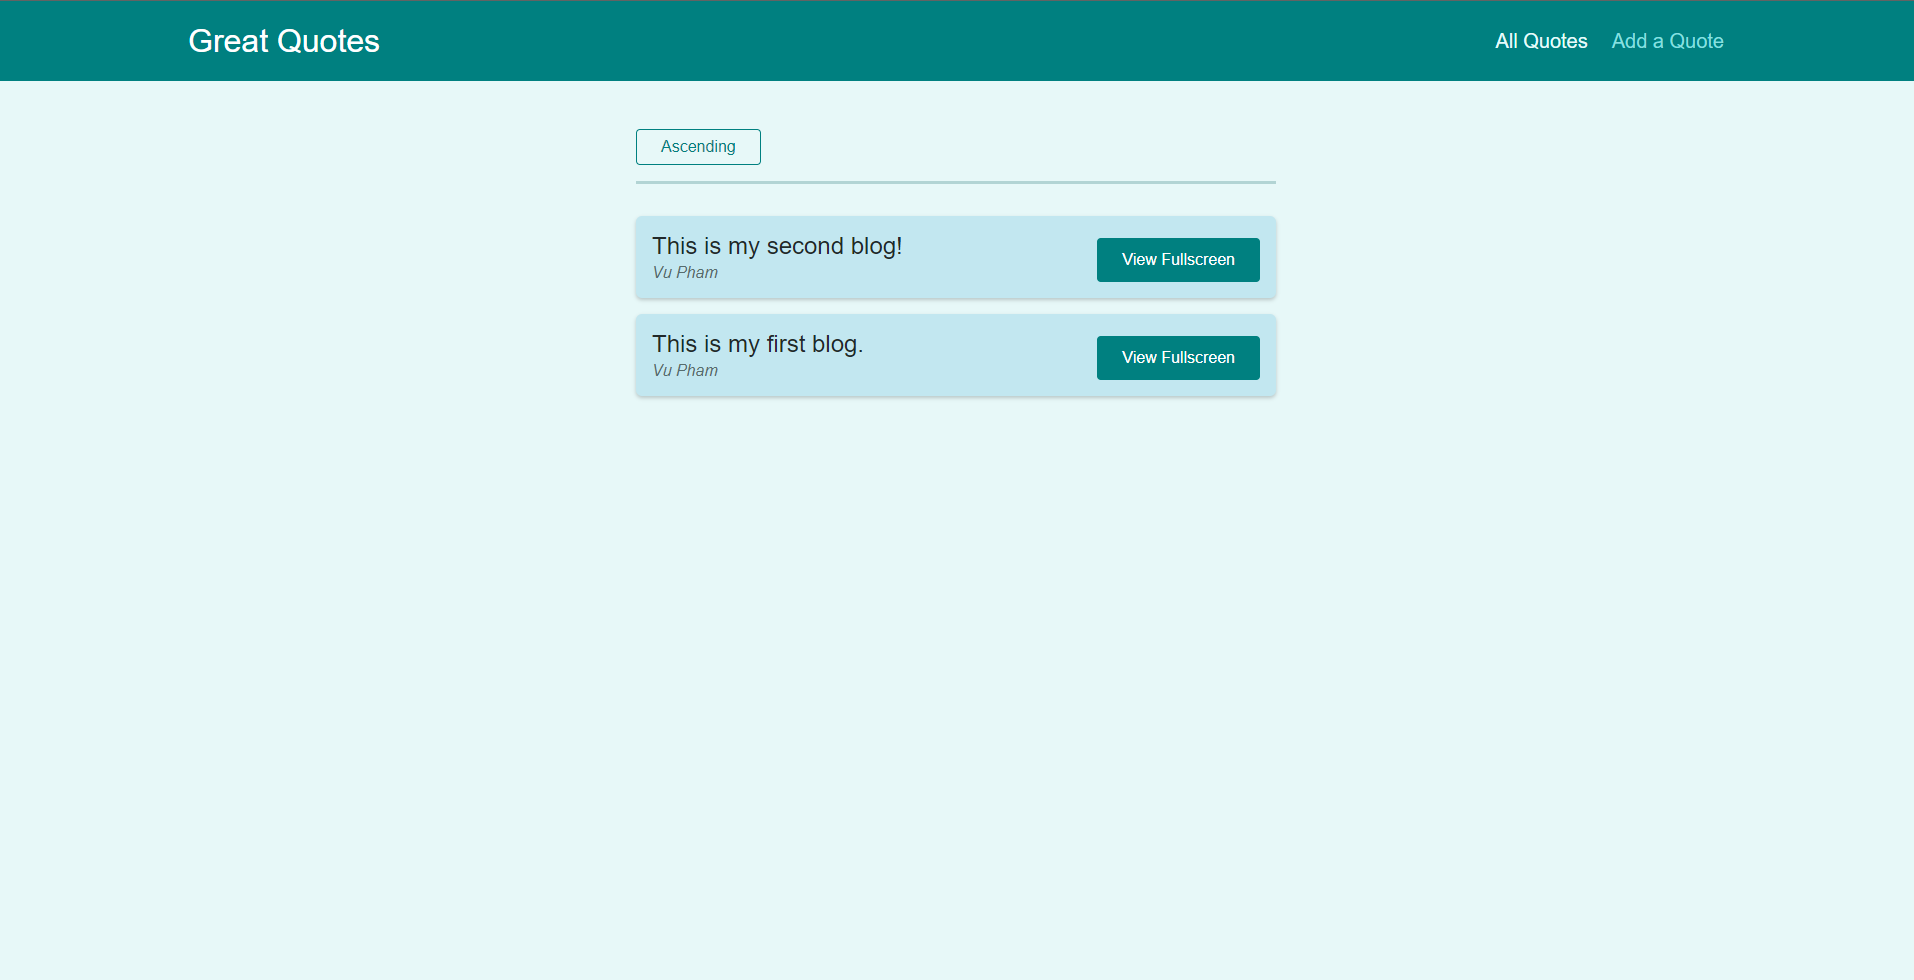 Great Quotes
All Quotes Add a Quote
Ascending
This is my second blog!
Vu Pham
View Fullscreen
This is my first blog.
Vu Pham
View Fullscreen